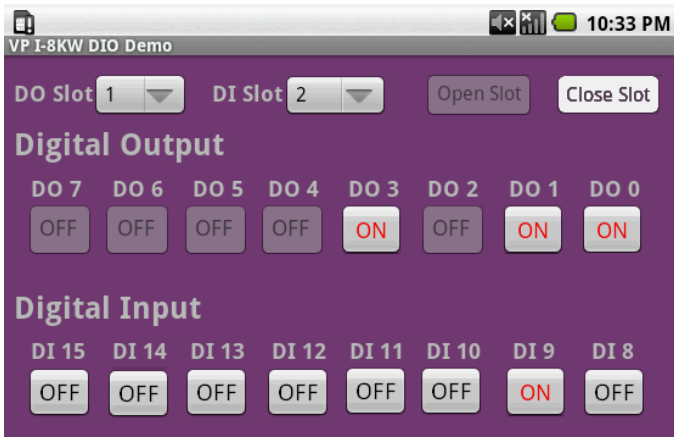 10:33 PM
VP I-8KW DIO Demo
DO Slot 1 DI Slot 2 Open Slot Close Slot
Digital Output
DO 7 DO 6 DO 5 DO 4 DO 3 DO 2 DO 1 DO 0
OFF OFF OFF OFF ON OFF ON ON
Digital Input
DI 15 DI 14 DI 13 DI 12 DI 11 DI 10 DI 9 DI 8
OFF OFF OFF OFF OFF OFF ON OFF